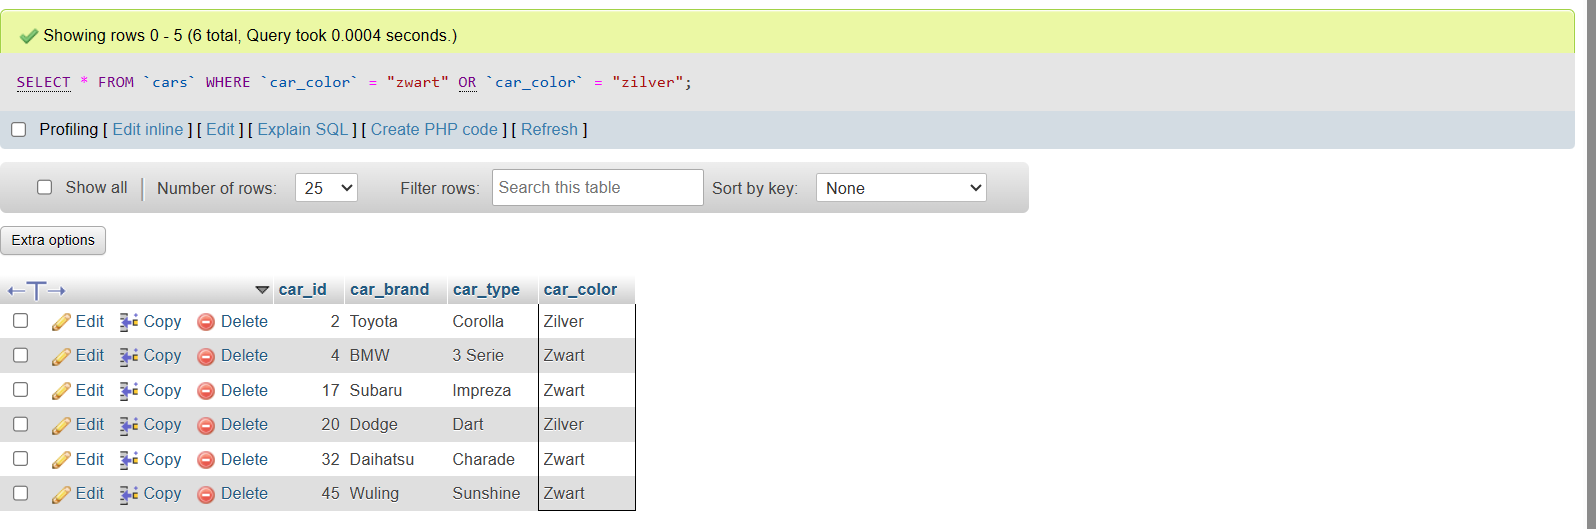 Showing rows 0 - 5 (6 total, Query took 0.0004 seconds.)
SELECT * FROM `cars` WHERE `car_color` = "zwart" OR `car_color` = "zilver";
Profiling [ Edit inline ] [ Edit ] [ Explain SQL ] [ Create PHP code ] [ Refresh ]
Show all Number of rows: 25 Filter rows: Search this table Sort by key: None
Extra options
car_id car_brand car_type car_color
Edit Copy Delete 2 Toyota Corolla Zilver
Edit Copy Delete 4 BMW 3 Serie Zwart
Edit Copy Delete 17 Subaru Impreza Zwart
Edit Copy Delete 20 Dodge Dart Zilver
Edit Copy Delete 32 Daihatsu Charade Zwart
Edit Copy Delete 45 Wuling Sunshine Zwart